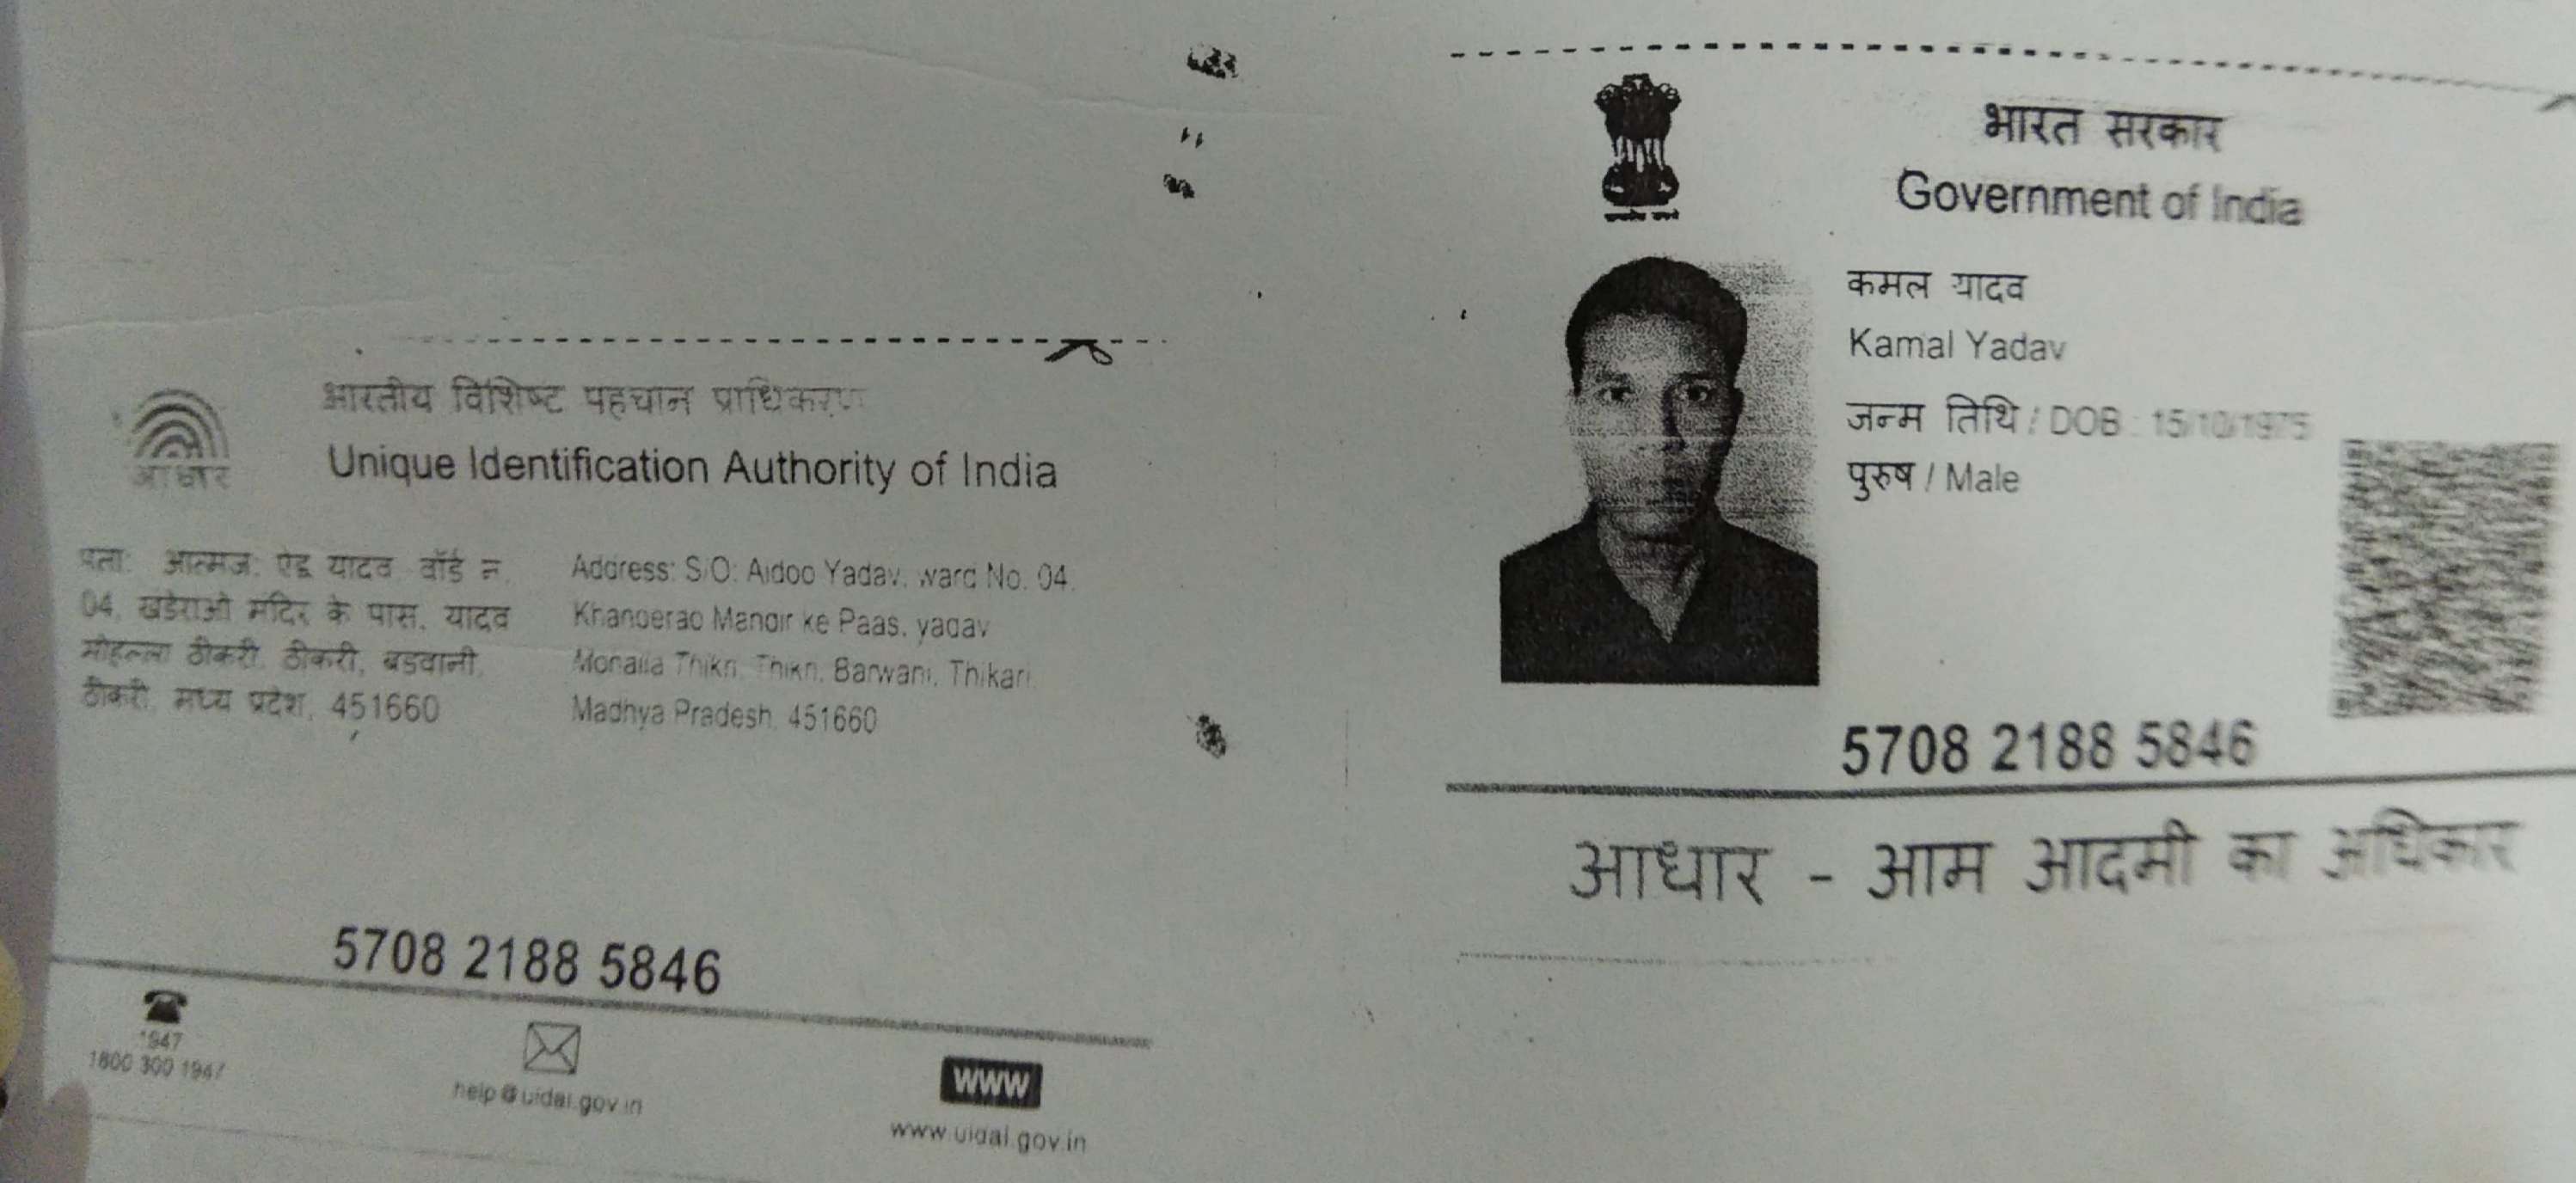 भारतीय विशिष्ट पहचान प्राधिकरण
Unique Identification Authority of India
आधार
पता: आत्मज: ऐडू यादव वॉर्ड न.
04, खडेराओ मंदिर के पास, यादव
मोहल्ला ठीकरी, ठीकरी, बडवानी,
ठीकरी, मध्य प्रदेश, 451660
Address: S/O: Aidoo Yadav, ward No. 04,
Khanderao Mandir ke Paas, yadav
Mohalla Thikri, Thikri, Barwani, Thikari,
Madhya Pradesh, 451660
5708 2188 5846
1947
1800 300 1947
help@uidai.gov.in
WWW
www.uidai.gov.in
भारत सरकार
Government of India
कमल यादव
Kamal Yadav
जन्म तिथि / DOB : 15/10/1975
पुरुष / Male
5708 2188 5846
आधार - आम आदमी का अधिकार